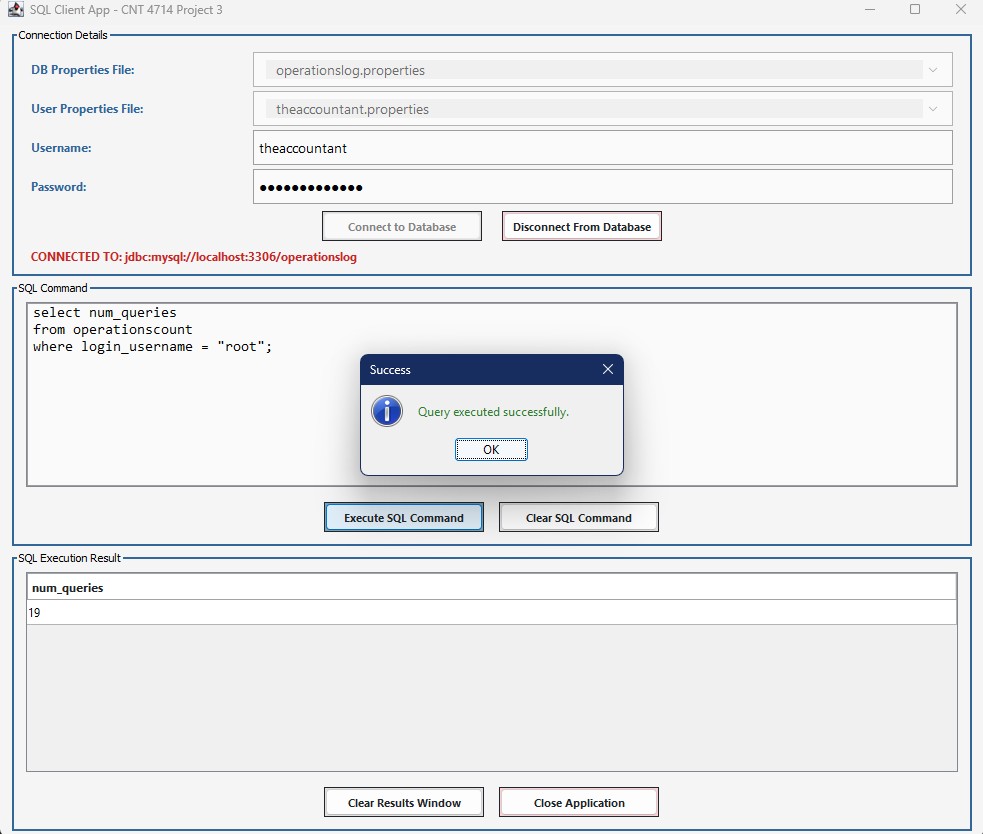 SQL Client App - CNT 4714 Project 3
Connection Details
DB Properties File:
operationslog.properties
User Properties File:
theaccountant.properties
Username:
theaccountant
Password:
●●●●●●●●●●●●●
Connect to Database
Disconnect From Database
CONNECTED TO: jdbc:mysql://localhost:3306/operationslog
SQL Command
select num_queries
from operationscount
where login_username = "root";
Success
Query executed successfully.
OK
Execute SQL Command
Clear SQL Command
SQL Execution Result
num_queries
19
Clear Results Window
Close Application